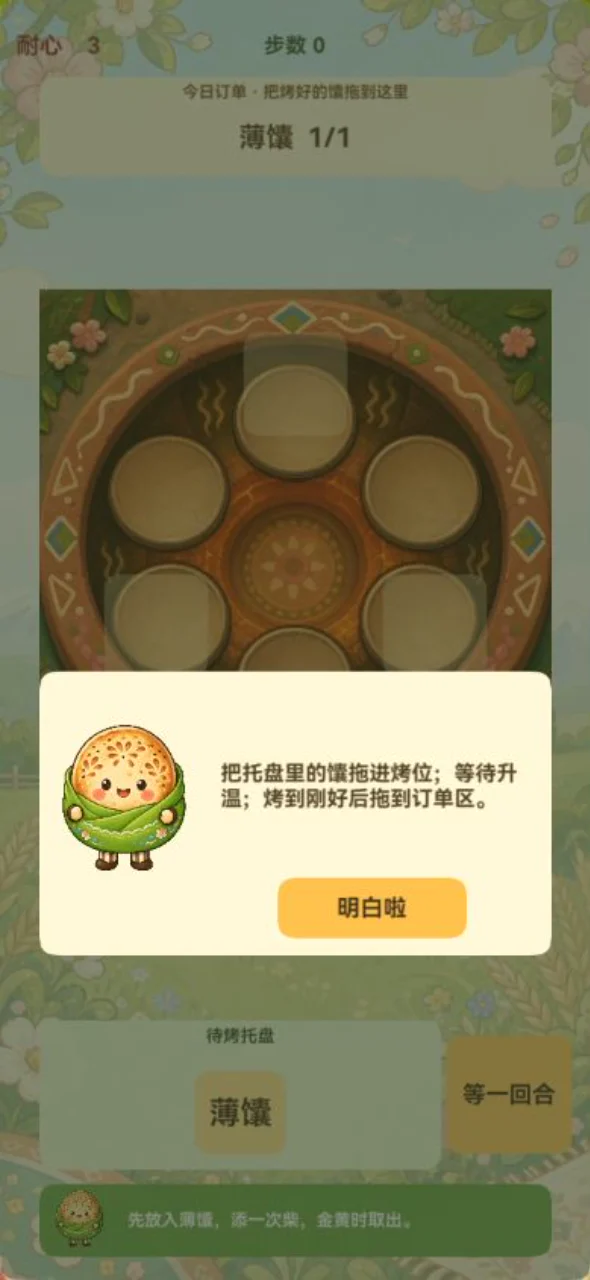 耐心 3
步数 0
今日订单·把烤好的馕拖到这里
薄馕 1/1
把托盘里的馕拖进烤位；等待升
温；烤到刚好后拖到订单区。
明白啦
待烤托盘
薄馕
等一回合
先放入薄馕，添一次柴，金黄时取出。